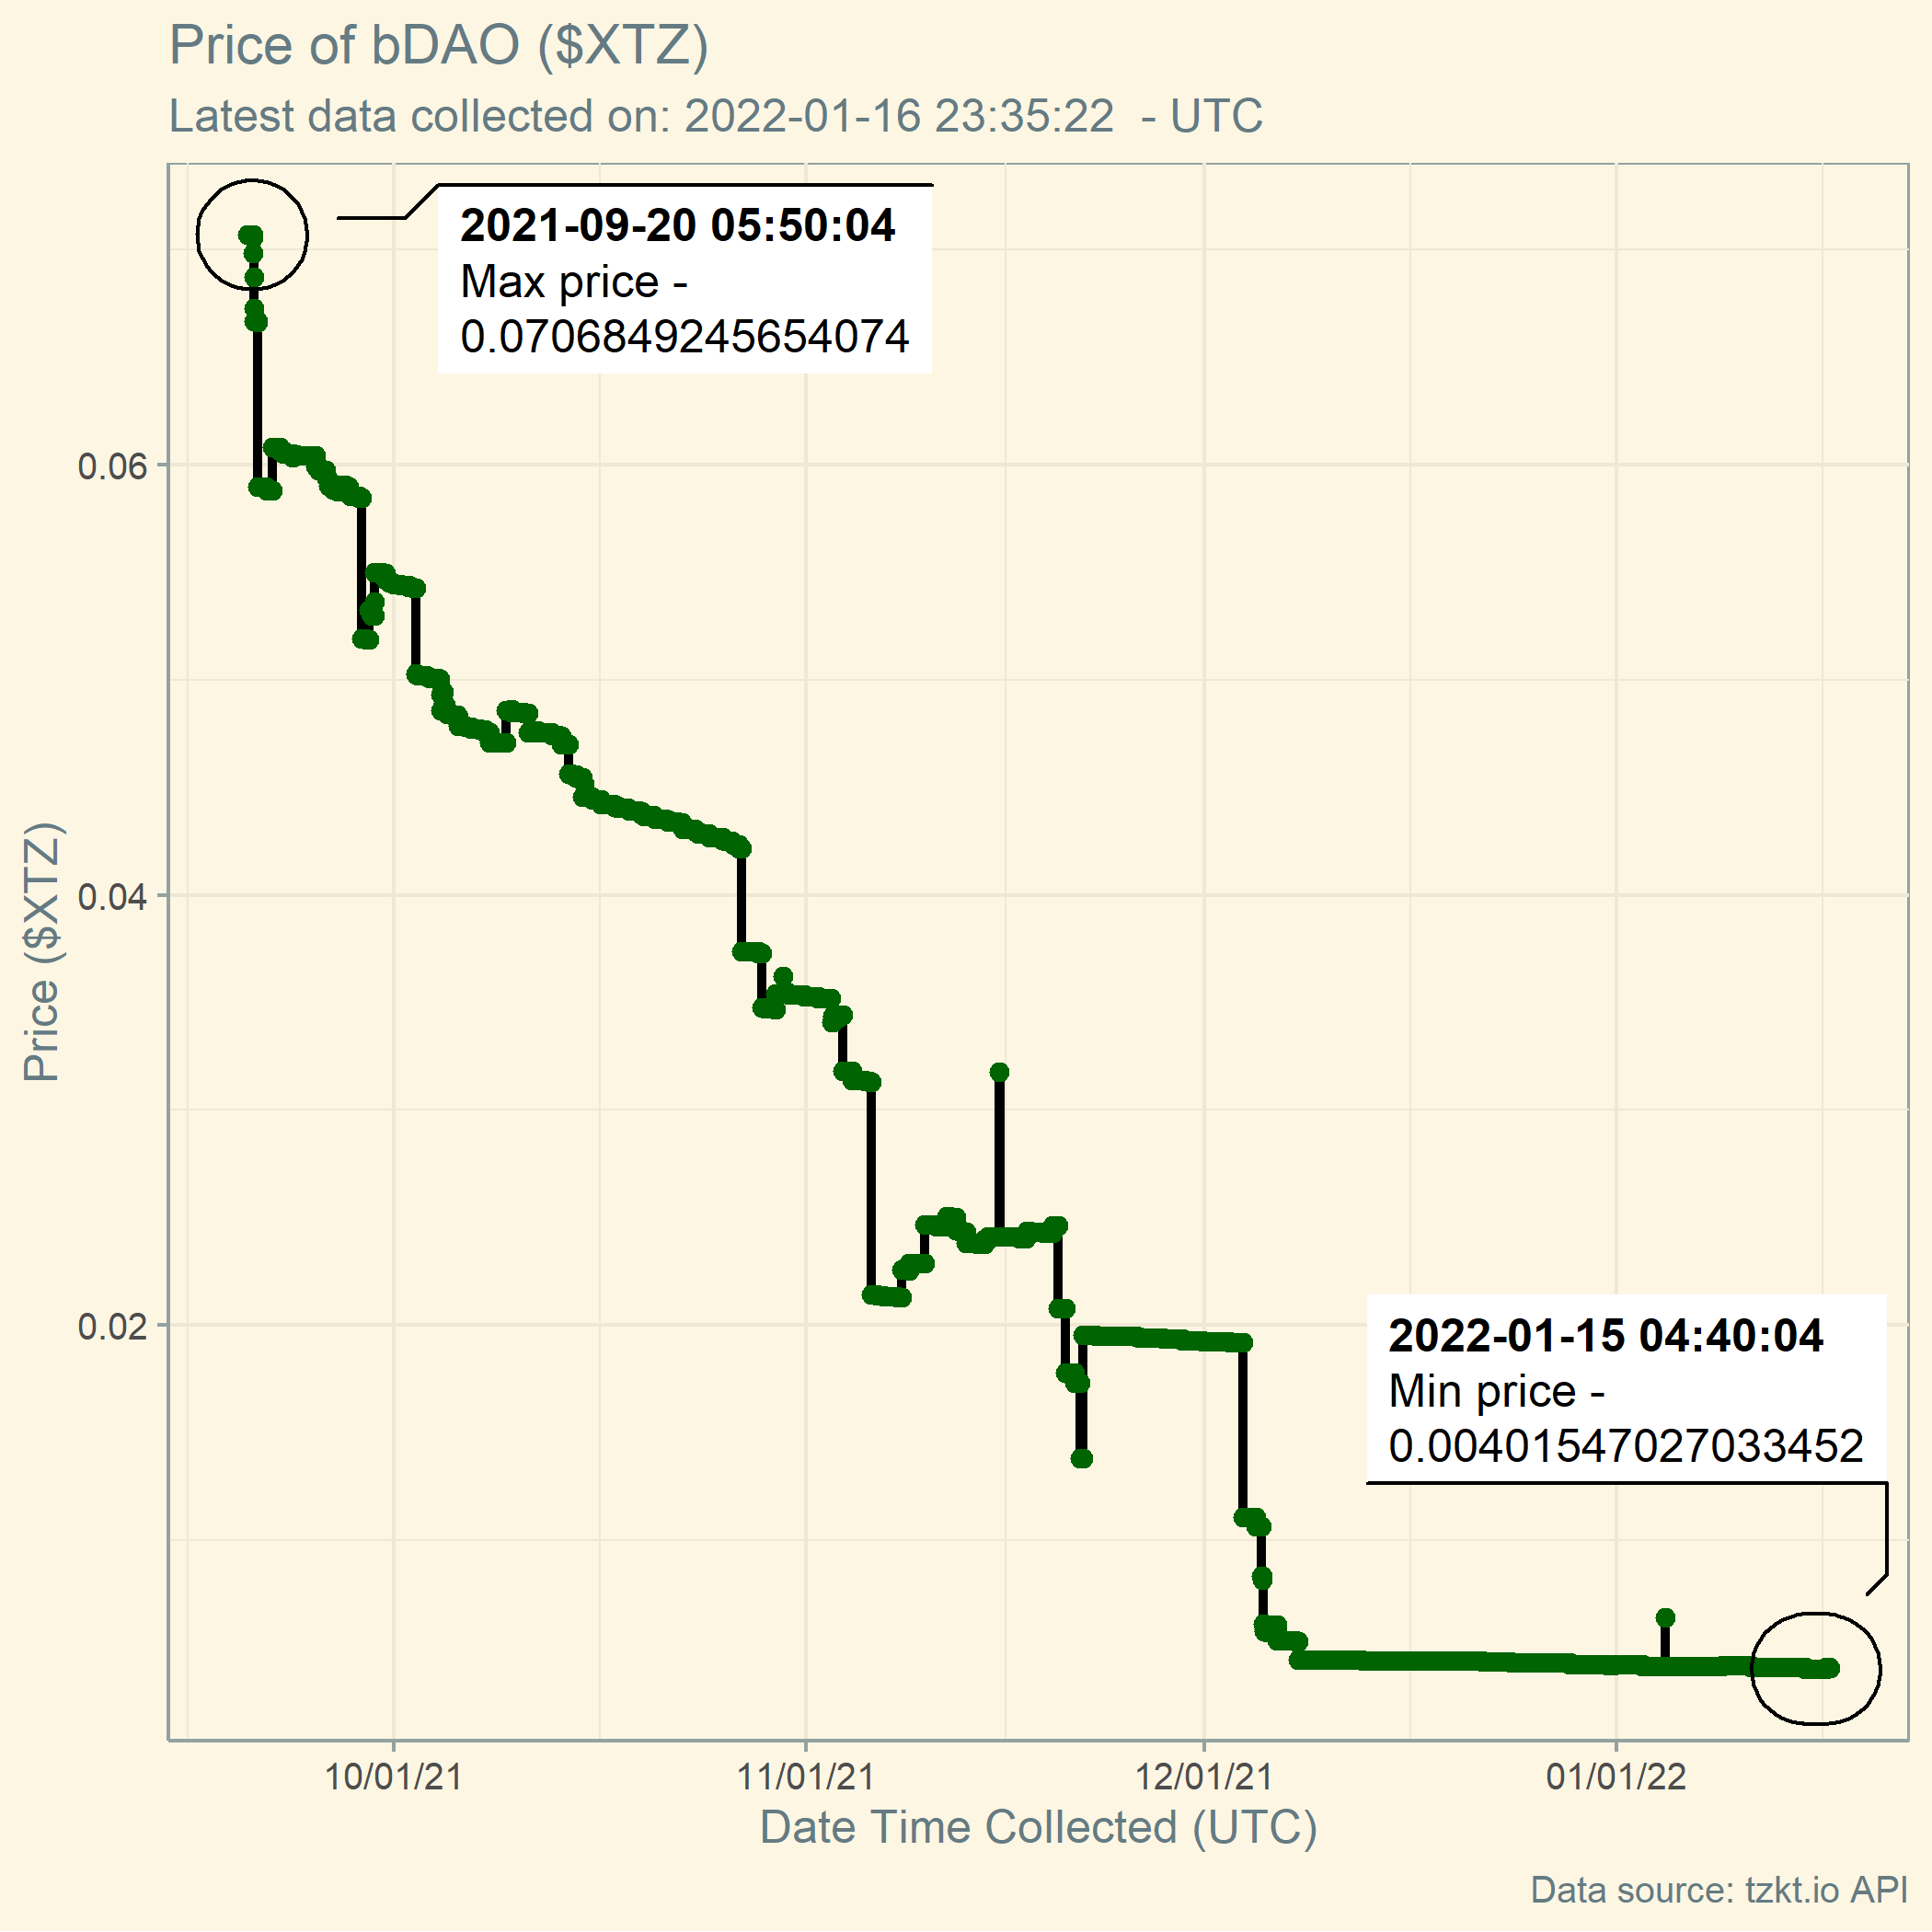 Price of bDAO ($XTZ)
Latest data collected on: 2022-01-16 23:35:22  - UTC
2021-09-20 05:50:04
Max price -
0.0706849245654074
0.06
0.04
0.02
Price ($XTZ)
2022-01-15 04:40:04
Min price -
0.00401547027033452
10/01/21
11/01/21
12/01/21
01/01/22
Date Time Collected (UTC)
Data source: tzkt.io API